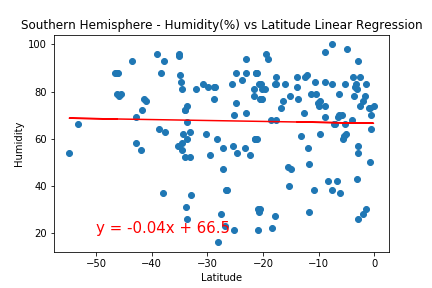 Southern Hemisphere - Humidity(%) vs Latitude Linear Regression
100
80
60
40
20
Humidity
y = -0.04x + 66.5
−50
−40
−30
−20
−10
0
Latitude